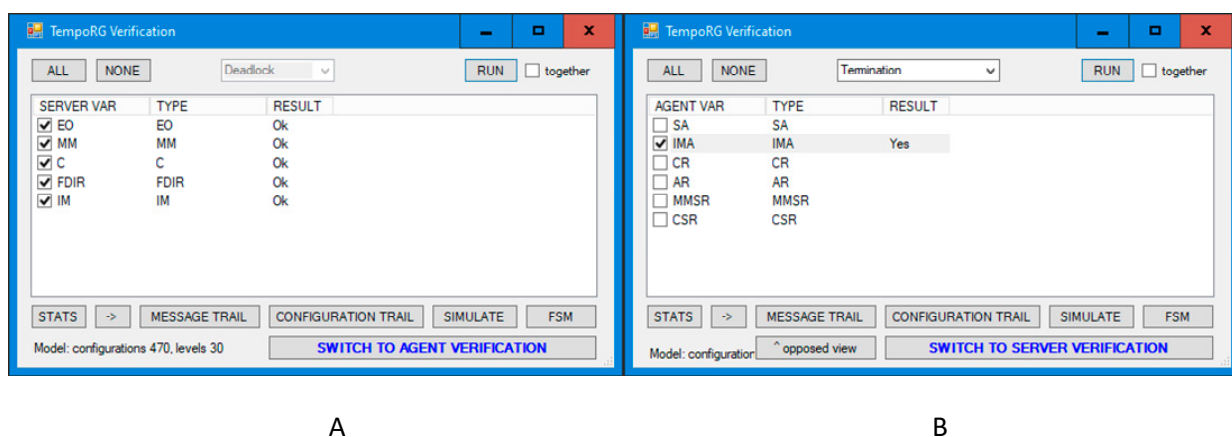 TempoRG Verification
ALL NONE Deadlock RUN together
SERVER VAR TYPE RESULT
EO EO Ok
MM MM Ok
C C Ok
FDIR FDIR Ok
IM IM Ok
STATS -> MESSAGE TRAIL CONFIGURATION TRAIL SIMULATE FSM
Model: configurations 470, levels 30 SWITCH TO AGENT VERIFICATION
A
TempoRG Verification
ALL NONE Termination RUN together
AGENT VAR TYPE RESULT
SA SA
IMA IMA Yes
CR CR
AR AR
MMSR MMSR
CSR CSR
STATS -> MESSAGE TRAIL CONFIGURATION TRAIL SIMULATE FSM
Model: configuration ^ opposed view SWITCH TO SERVER VERIFICATION
B